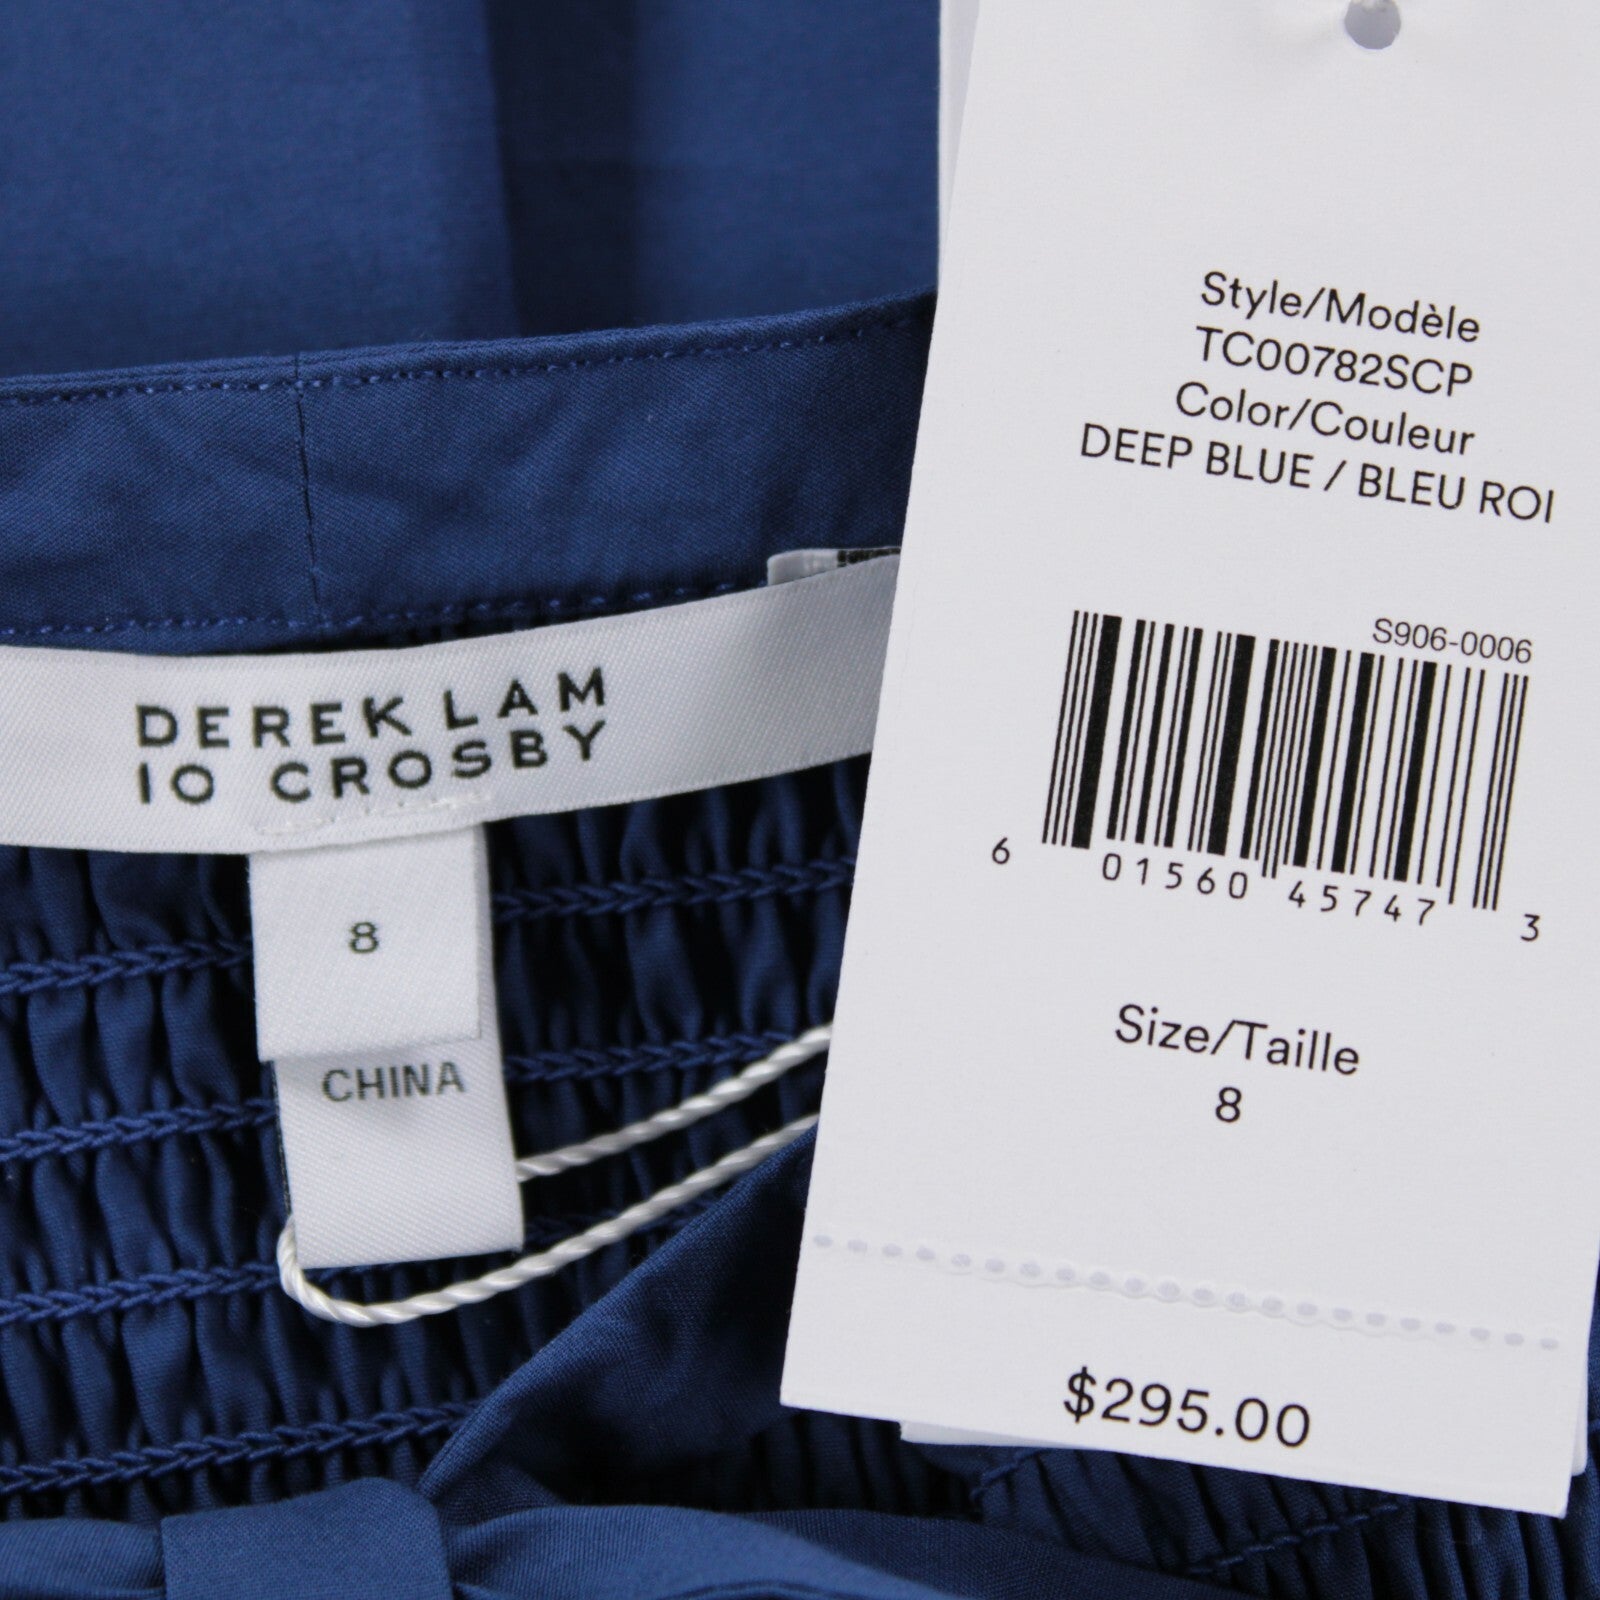 DEREK LAM
10 CROSBY
8
CHINA
Style/Modèle
TC00782SCP
Color/Couleur
DEEP BLUE / BLEU ROI
S906-0006
6 01560 45747 3
Size/Taille
8
$295.00